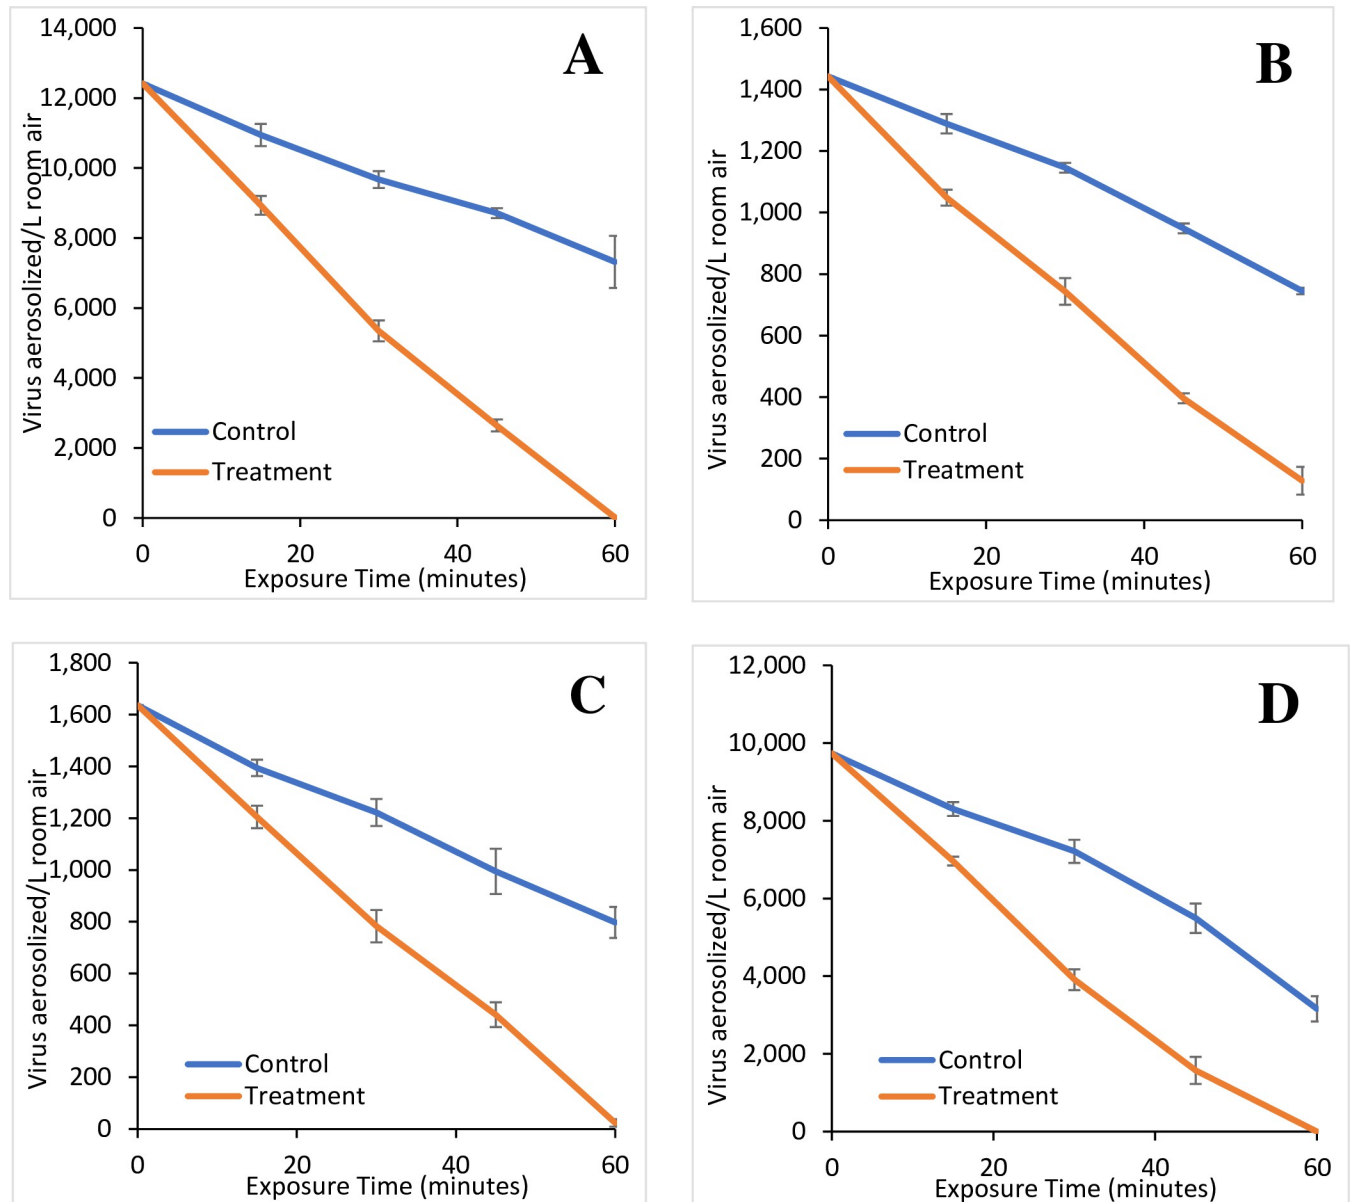 A
14,000
12,000
10,000
8,000
6,000
4,000
2,000
0
Virus aerosolized/L room air
Control
Treatment
0 20 40 60
Exposure Time (minutes)
B
1,600
1,400
1,200
1,000
800
600
400
200
0
Virus aerosolized/L room air
Control
Treatment
0 20 40 60
Exposure Time (minutes)
C
1,800
1,600
1,400
1,200
1,000
800
600
400
200
0
Virus aerosolized/L room air
Control
Treatment
0 20 40 60
Exposure Time (minutes)
D
12,000
10,000
8,000
6,000
4,000
2,000
0
Virus aerosolized/L room air
Control
Treatment
0 20 40 60
Exposure Time (minutes)